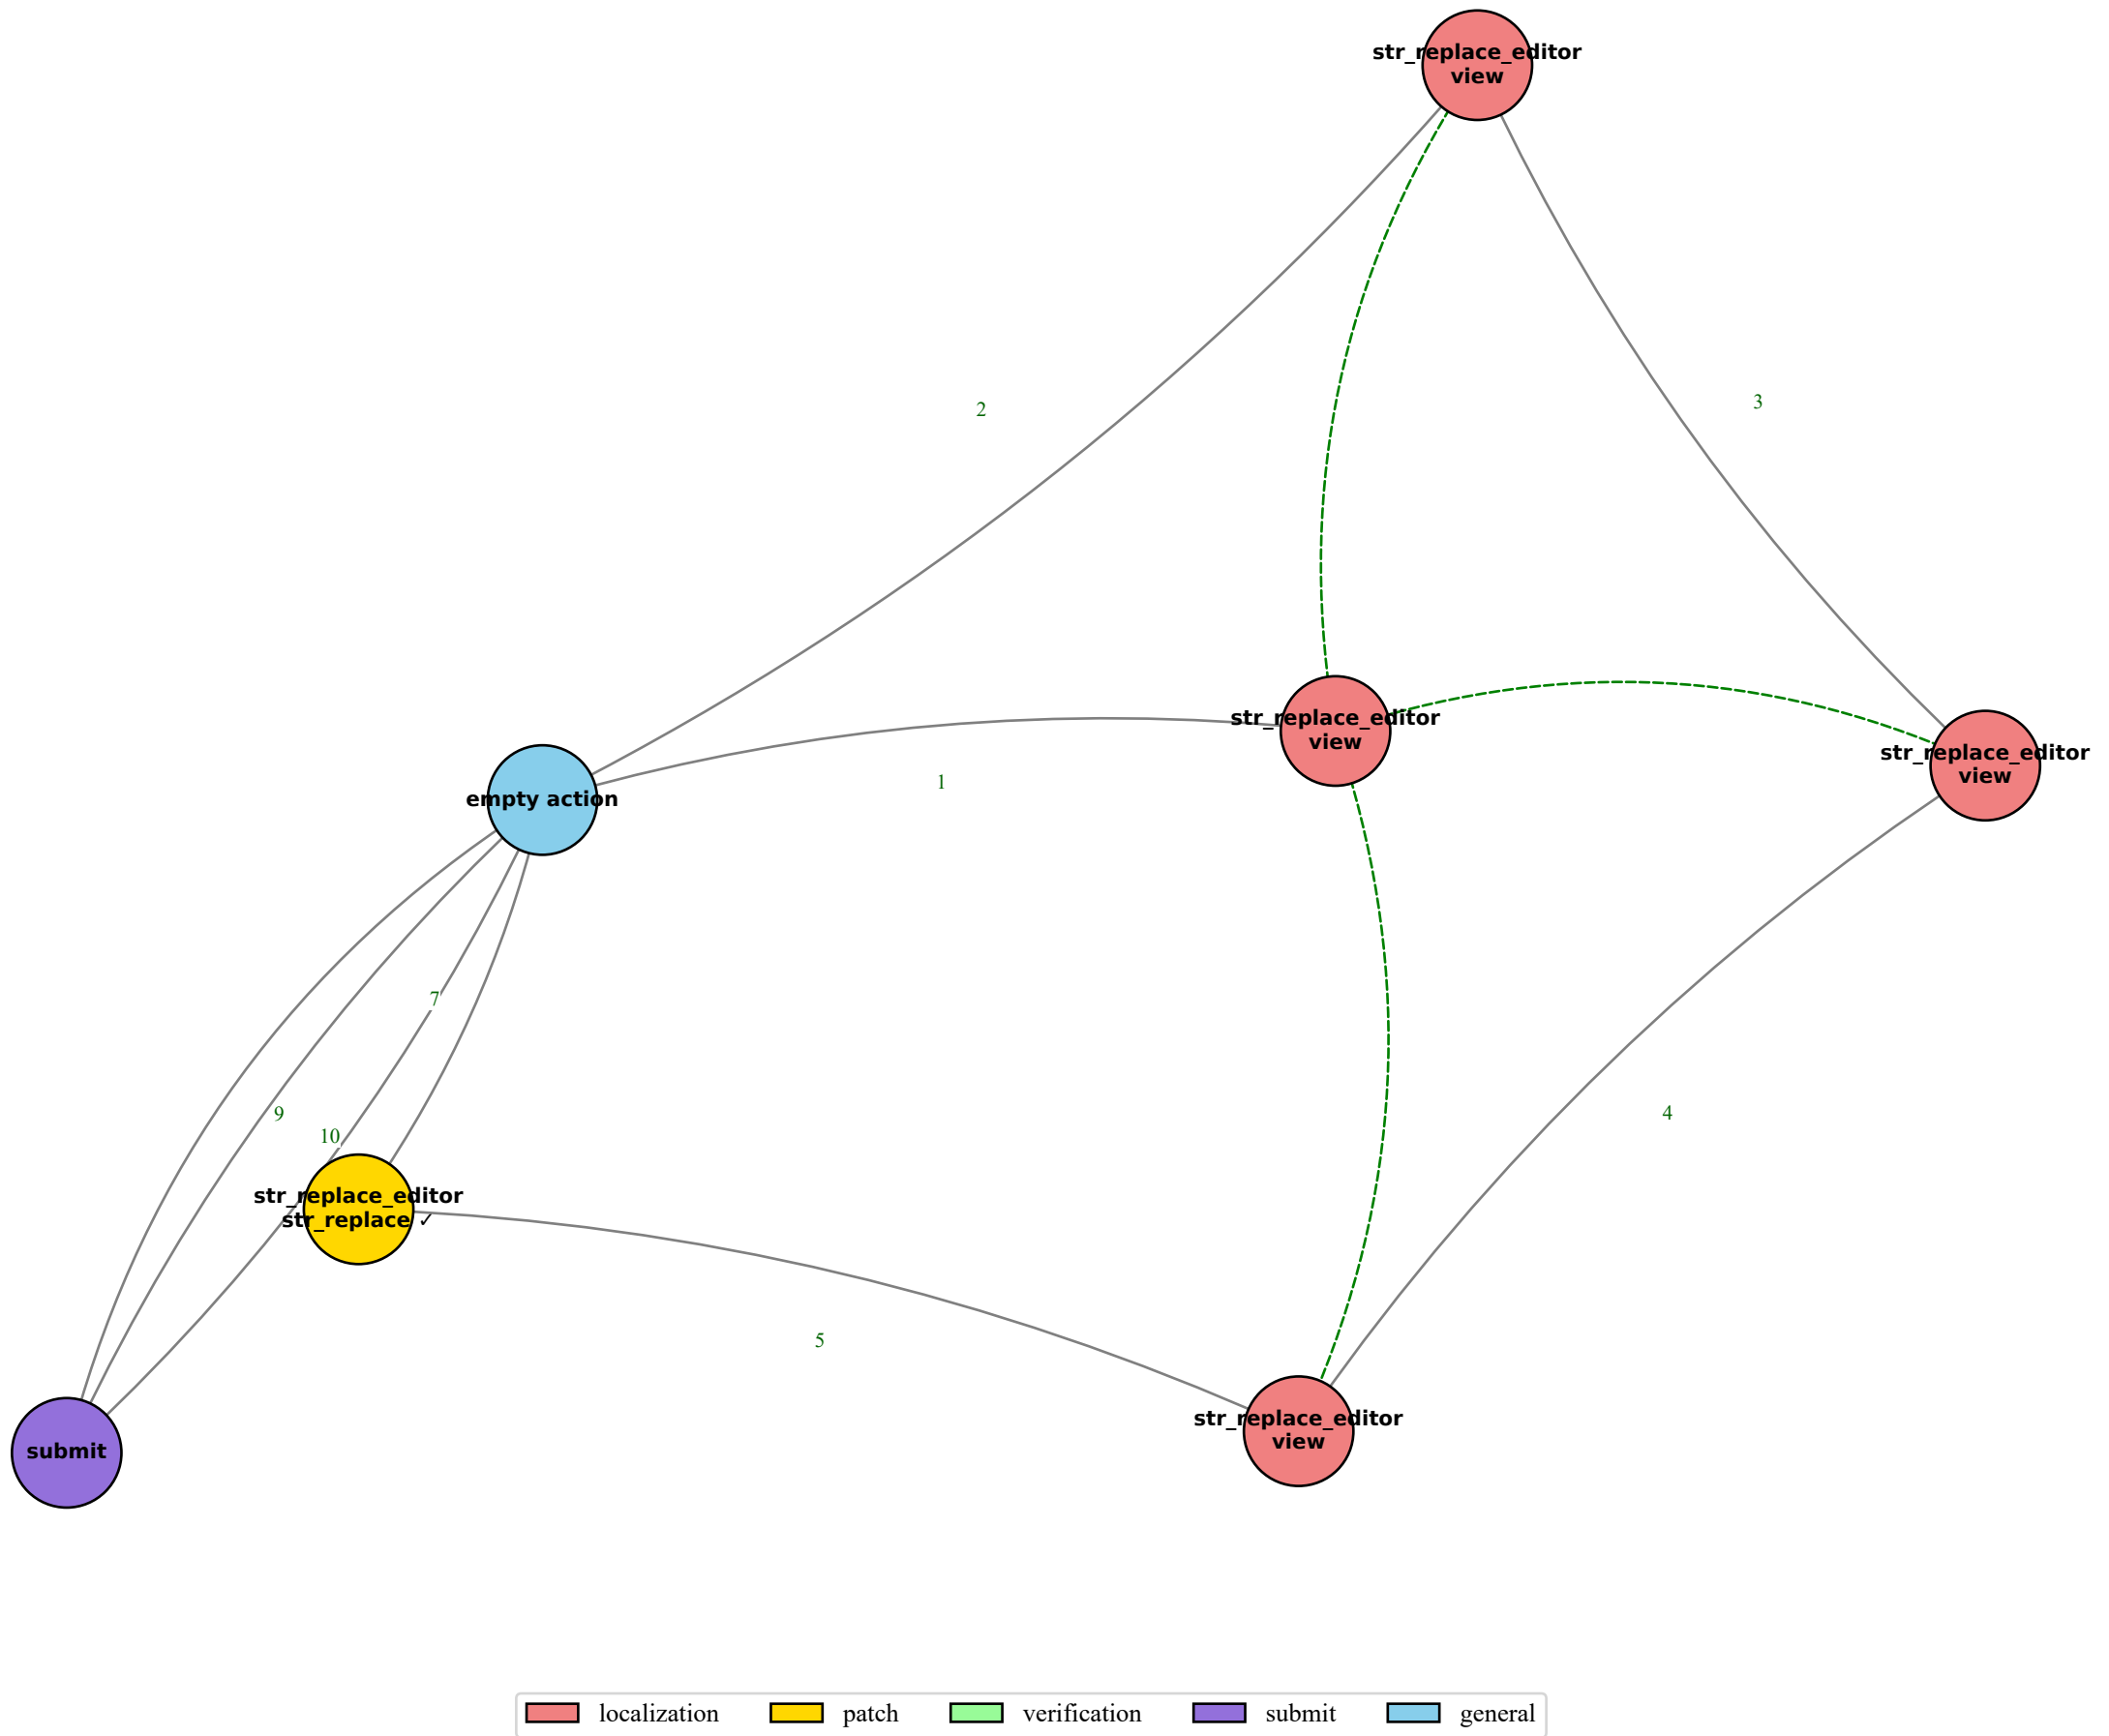 str_replace_editor
view
2
3
str_replace_editor
view
str_replace_editor
view
1
empty action
7
9
10
4
str_replace_editor
str_replace ✓
5
str_replace_editor
view
submit
localization
patch
verification
submit
general